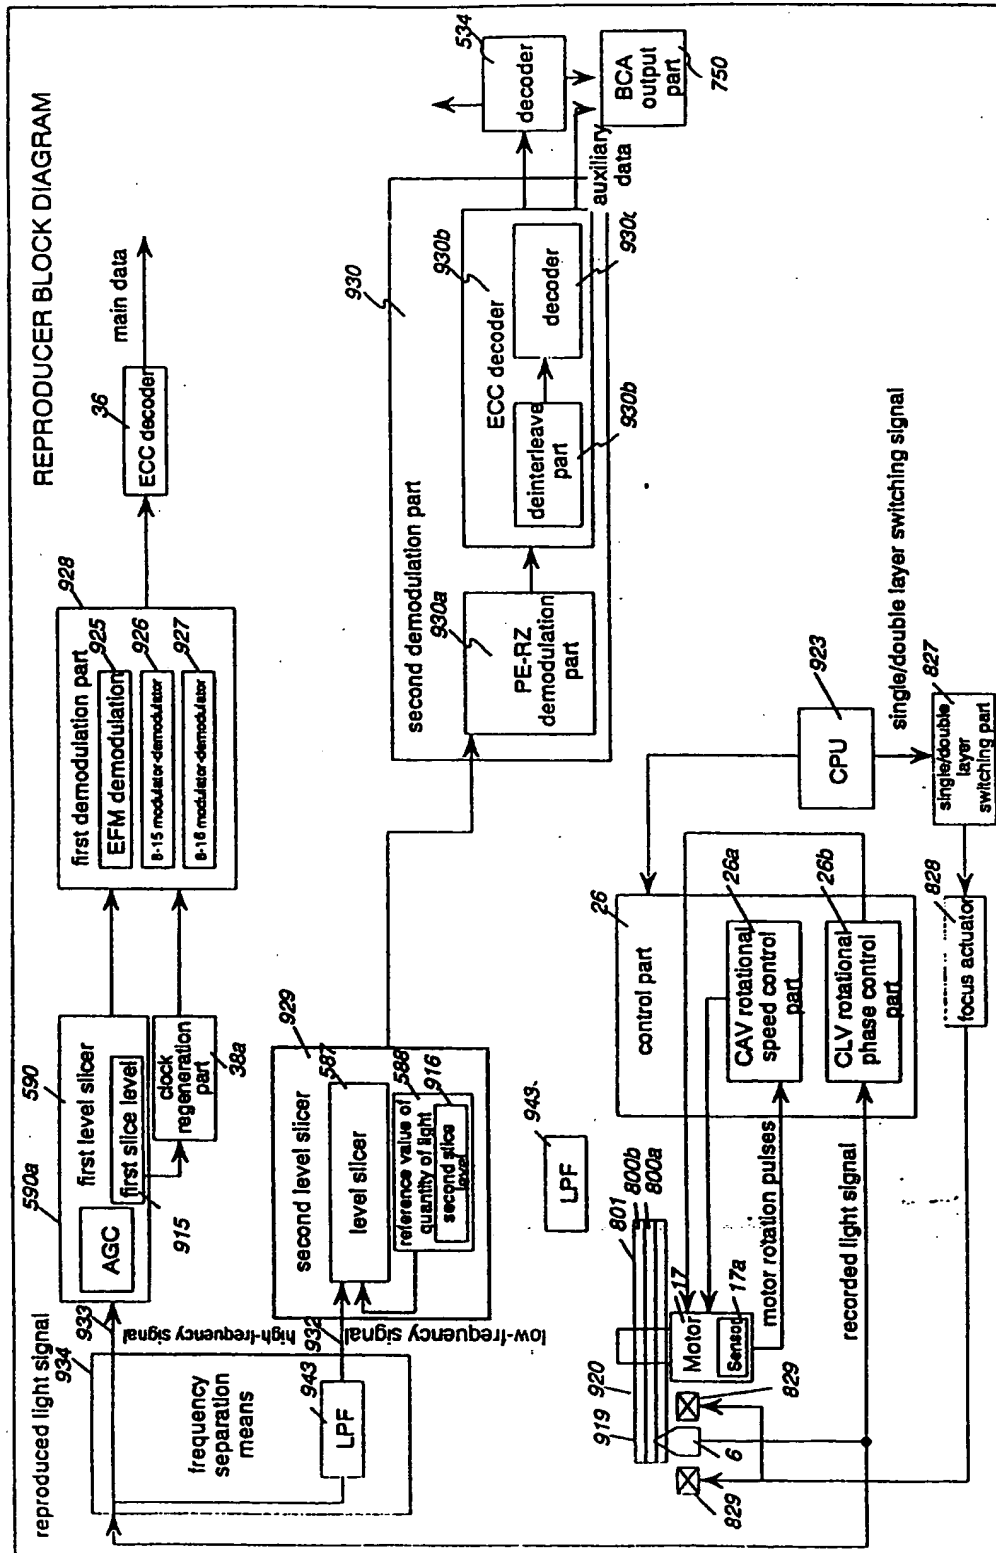 REPRODUCER BLOCK DIAGRAM
reproduced light signal
934
frequency
separation
means
943
LPF
933
high-frequency signal
932
low-frequency signal
590a
590
first level slicer
AGC
first slice level
915
clock
regeneration
part
38a
928
first demodulation part
925
EFM demodulation
926
8-15 modulator-demodulator
927
8-16 modulator-demodulator
36
ECC decoder
main data
929
second level slicer
587
level slicer
588
reference value of
quantity of light
916
second slice
level
930
second demodulation part
930a
PE-RZ
demodulation
part
930b
ECC decoder
deinterleave
part
930b
decoder
930c
534
decoder
auxiliary
data
BCA
output
part
750
943
LPF
919
920
801
800b
800a
17
Motor
17a
Sensor
829
829
6
motor rotation pulses
recorded light signal
26
control part
26a
CAV rotational
speed control
part
26b
CLV rotational
phase control
part
923
CPU
single/double layer switching signal
827
single/double
layer
switching part
828
focus actuator